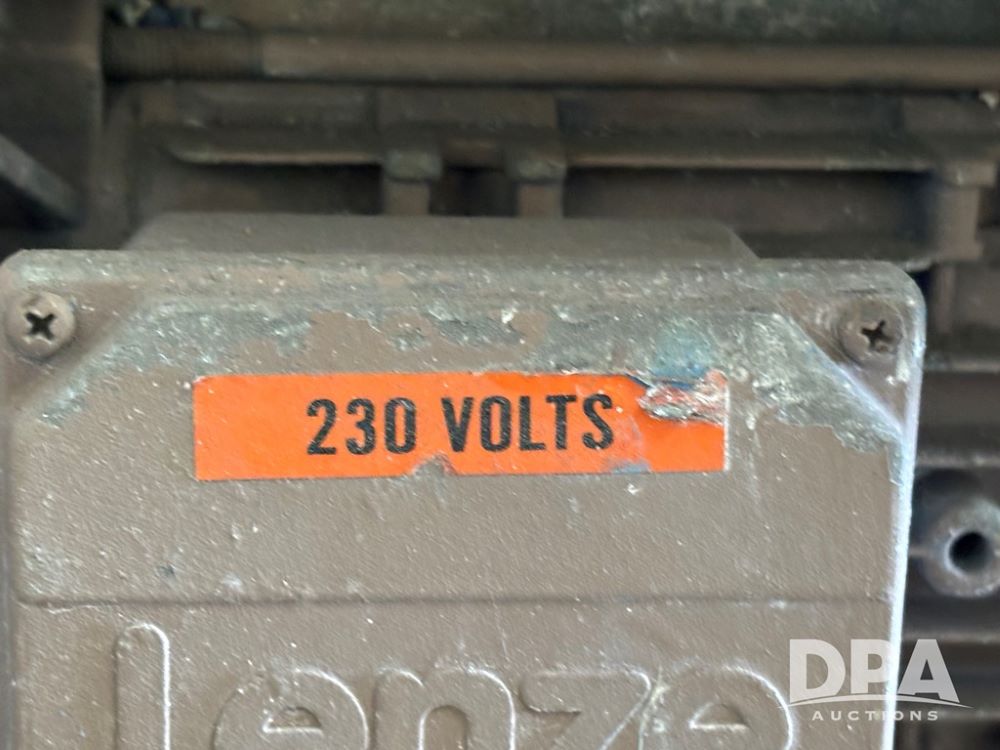 230 VOLTS
Lenze
DPA
AUCTIONS